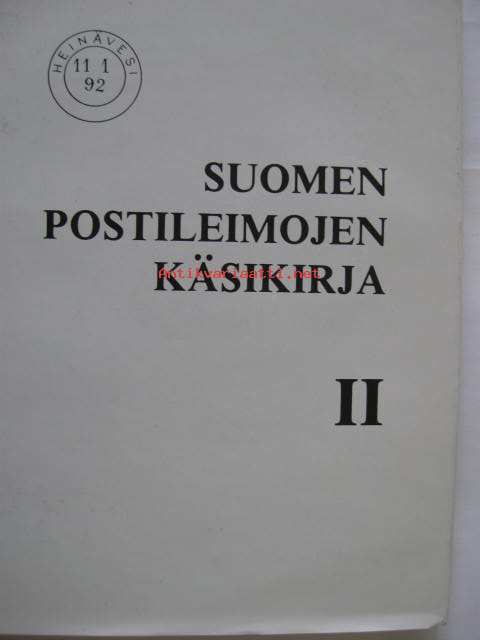 HEINÄVESI
11 1
92
SUOMEN
POSTILEIMOJEN
KÄSIKIRJA
Antikvariaatti.net
II